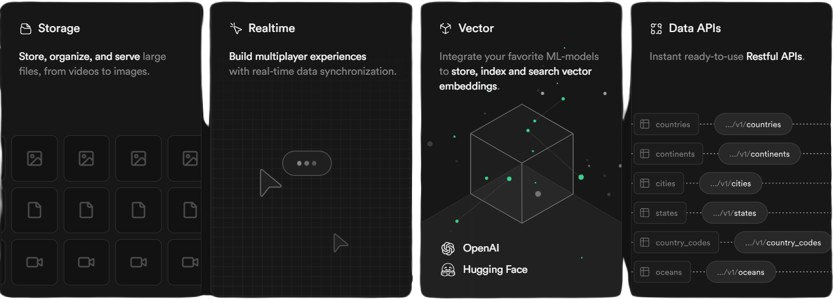 Storage
Store, organize, and serve large
files, from videos to images.
Realtime
Build multiplayer experiences
with real-time data synchronization.
Vector
Integrate your favorite ML-models
to store, index and search vector
embeddings.
OpenAI
Hugging Face
Data APIs
Instant ready-to-use Restful APIs.
countries .../v1/countries
continents .../v1/continents
cities .../v1/cities
states .../v1/states
country_codes .../v1/country_codes
oceans .../v1/oceans